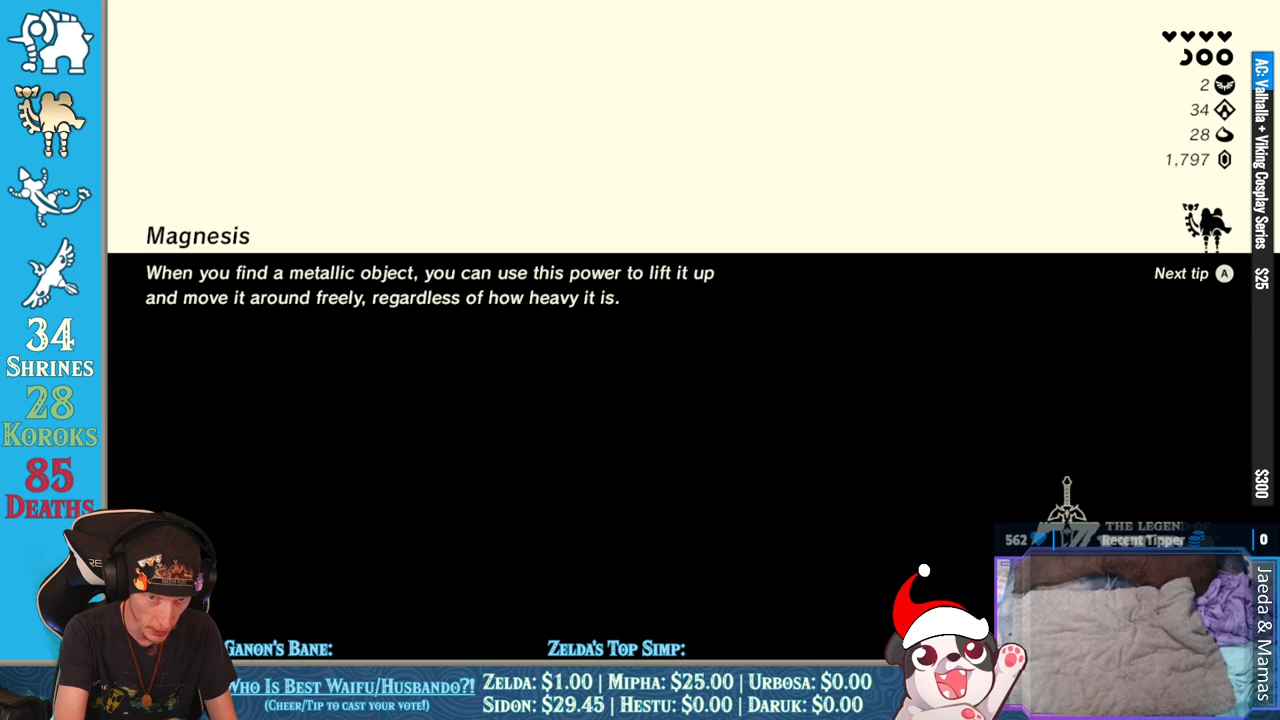 2
34
28
1,797
Magnesis
When you find a metallic object, you can use this power to lift it up
and move it around freely, regardless of how heavy it is.
Next tip A
34
SHRINES
28
KOROKS
85
DEATHS
AC: Valhalla + Viking Cosplay Series $25 $300
THE LEGEND OF
562 Recent Tipper 0
Jaeda & Mamas
GANON'S BANE: ZELDA'S TOP SIMP:
WHO IS BEST WAIFU/HUSBANDO?!
(CHEER/TIP TO CAST YOUR VOTE!)
ZELDA: $1.00 | MIPHA: $25.00 | URBOSA: $0.00
SIDON: $29.45 | HESTU: $0.00 | DARUK: $0.00